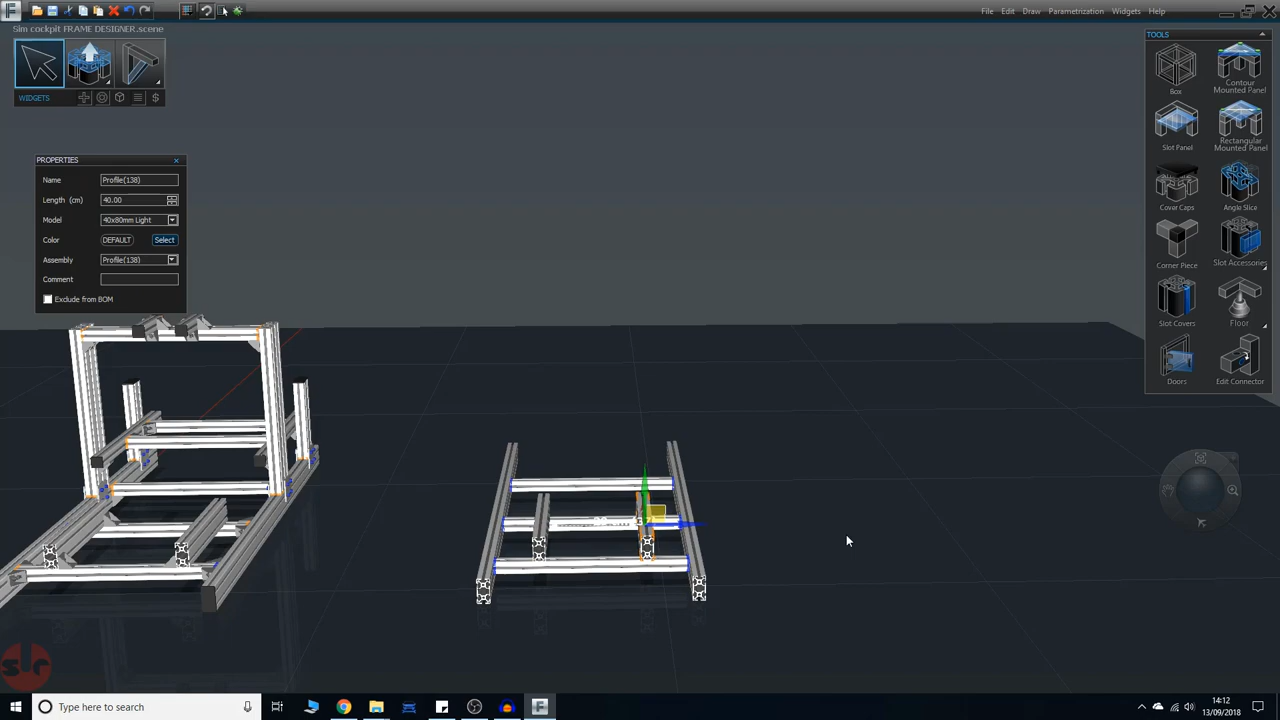 File Edit Draw Parametrization Widgets Help
Sim cockpit FRAME DESIGNER.scene
WIDGETS
TOOLS
Box
Contour Mounted Panel
Slot Panel
Rectangular Mounted Panel
Cover Caps
Angle Slice
Corner Piece
Slot Accessories
Slot Covers
Floor
Doors
Edit Connector
PROPERTIES
Name Profile(138)
Length (cm) 40.00
Model 40x80mm Light
Color DEFAULT Select
Assembly Profile(138)
Comment
Exclude from BOM
Type here to search
14:12
13/09/2018